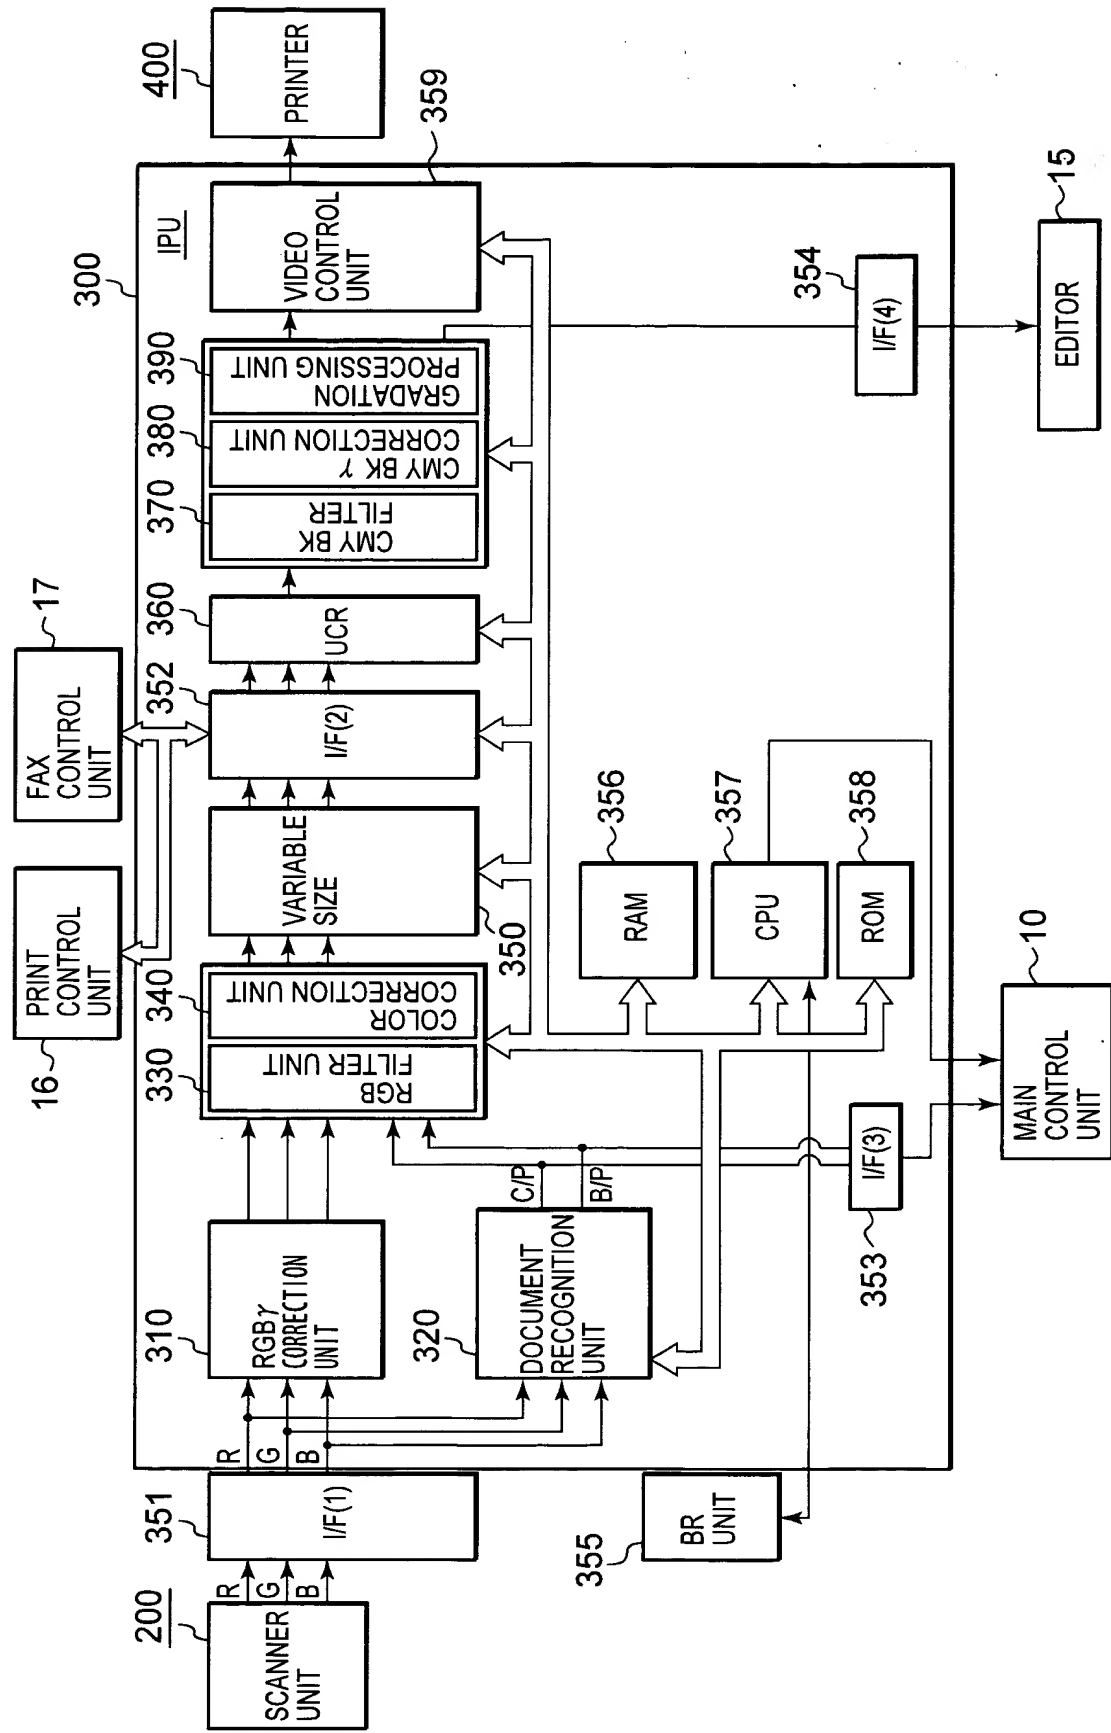 200
SCANNER
UNIT
R
G
B
351
I/F(1)
R
G
B
355
BR
UNIT
310
RGBγ
CORRECTION
UNIT
320
DOCUMENT
RECOGNITION
UNIT
C/P
B/P
353
I/F(3)
16
PRINT
CONTROL
UNIT
330
RGB
FILTER UNIT
340
COLOR
CORRECTION UNIT
VARIABLE
SIZE
350
17
FAX
CONTROL
UNIT
352
I/F(2)
360
UCR
370
CMY BK
FILTER
380
CMY BK γ
CORRECTION UNIT
390
GRADATION
PROCESSING UNIT
300
IPU
VIDEO
CONTROL
UNIT
359
400
PRINTER
RAM
356
CPU
357
ROM
358
MAIN
CONTROL
UNIT
10
354
I/F(4)
EDITOR
15